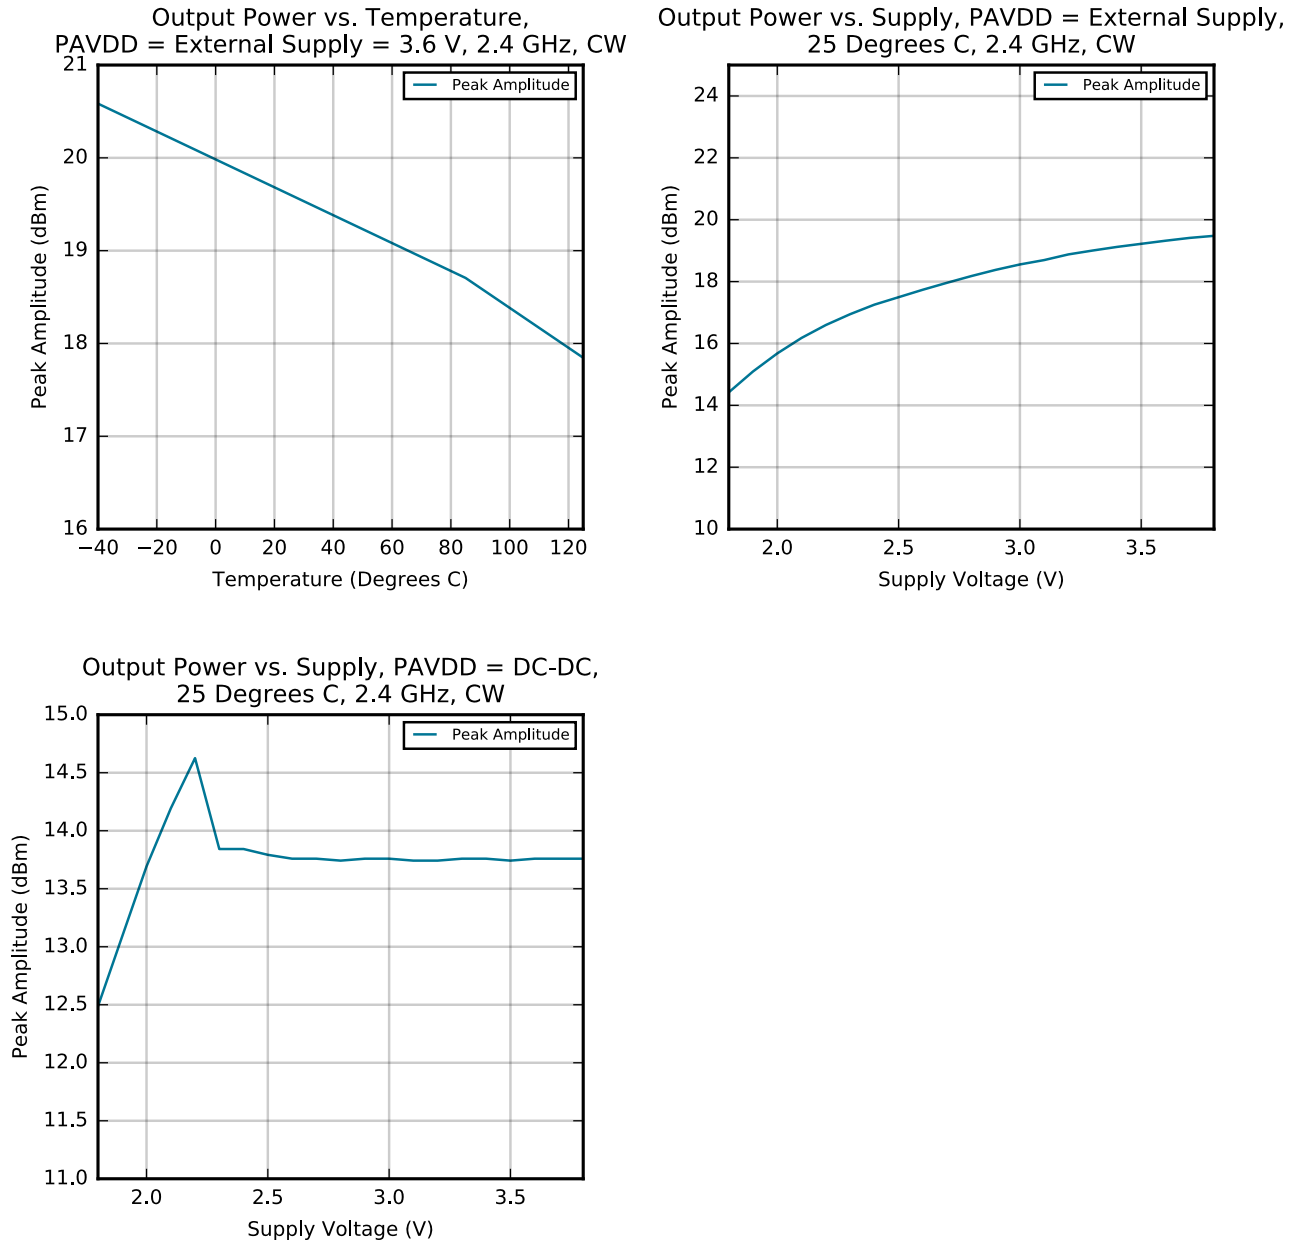 Output Power vs. Temperature,
PAVDD = External Supply = 3.6 V, 2.4 GHz, CW
Peak Amplitude
21
20
19
18
17
16
Peak Amplitude (dBm)
−40 −20 0 20 40 60 80 100 120
Temperature (Degrees C)
Output Power vs. Supply, PAVDD = External Supply,
25 Degrees C, 2.4 GHz, CW
Peak Amplitude
24
22
20
18
16
14
12
10
Peak Amplitude (dBm)
2.0 2.5 3.0 3.5
Supply Voltage (V)
Output Power vs. Supply, PAVDD = DC-DC,
25 Degrees C, 2.4 GHz, CW
Peak Amplitude
15.0
14.5
14.0
13.5
13.0
12.5
12.0
11.5
11.0
Peak Amplitude (dBm)
2.0 2.5 3.0 3.5
Supply Voltage (V)